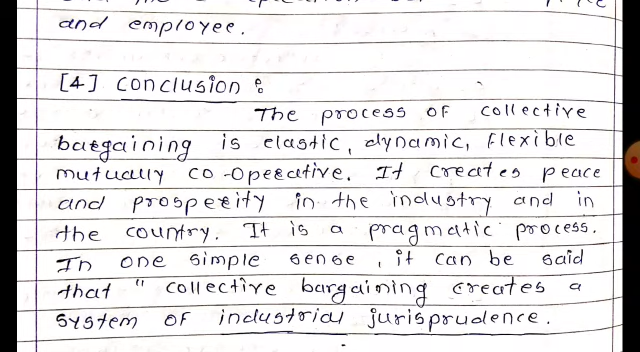 and employee.
[4] Conclusion :
The process of collective
bargaining is elastic, dynamic, flexible
mutually co-operative. It creates peace
and prosperity in the industry and in
the country. It is a pragmatic process.
In one simple sense, it can be said
that " collective bargaining creates a
system of industrial jurisprudence.